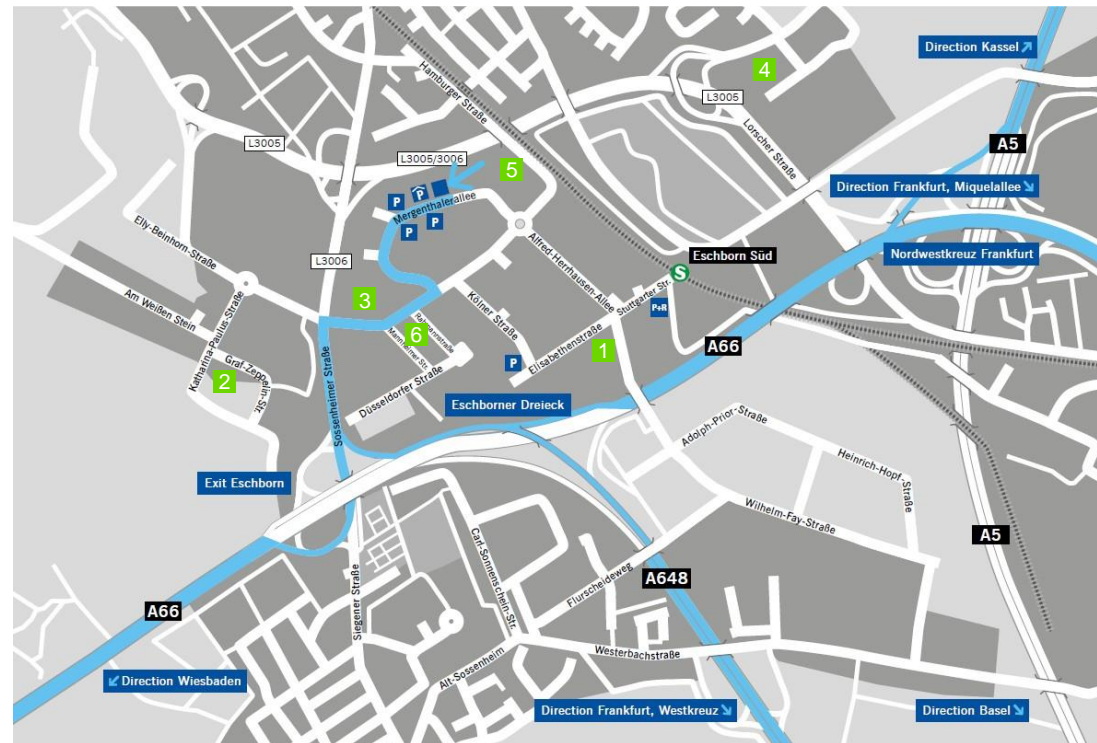 Direction Kassel
Hamburger Straße
4
L3005
L3005
Lorscher Straße
A5
L3005/3006
5
Direction Frankfurt, Miquelallee
P
P
Mergenthalerallee
P
P
Elly-Beinhorn-Straße
Alfred-Herrhausen-Allee
Eschborn Süd
Nordwestkreuz Frankfurt
L3006
S
Am Weißen Stein
Katharina-Paulus-Straße
3
Stuttgarter Str.
P+R
Kölner Straße
6
Rahmannstraße
Mannheimer Str.
Elisabethenstraße
1
A66
P
Graf-Zeppelin-Str.
2
Sossenheimer Straße
Düsseldorfer Straße
Eschborner Dreieck
Adolph-Prior-Straße
Heinrich-Hopf-Straße
Exit Eschborn
Wilhelm-Fay-Straße
A5
Carl-Sonnenschein-Str.
Flurscheideweg
A648
A66
Siegener Straße
Westerbachstraße
Alt-Sossenheim
Direction Wiesbaden
Direction Frankfurt, Westkreuz
Direction Basel